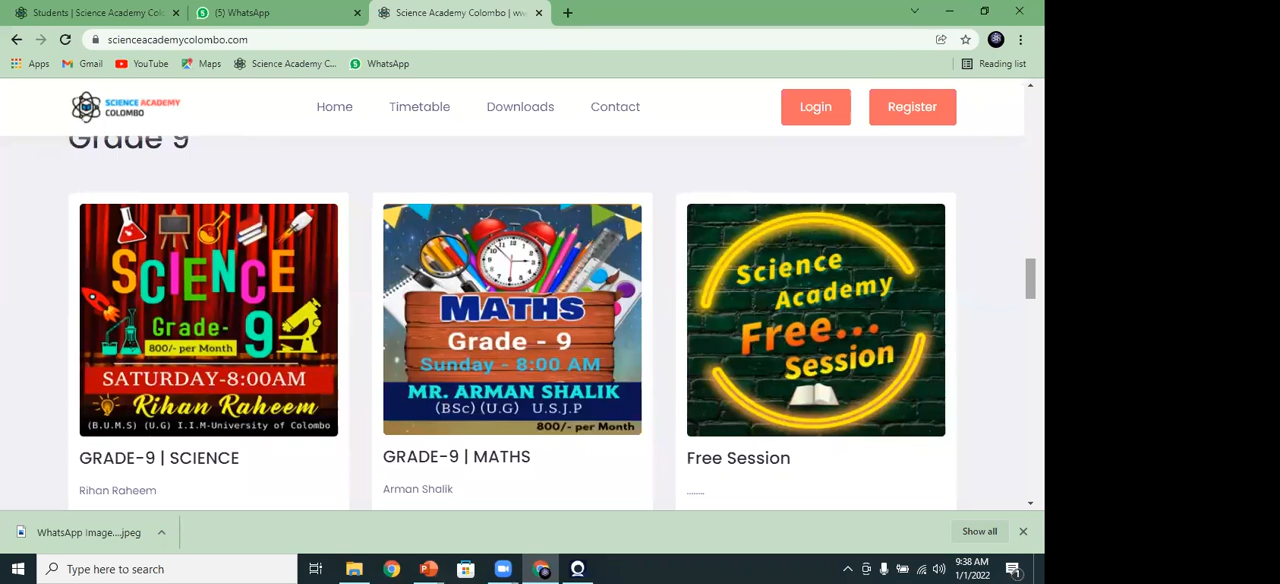 Students | Science Academy Col
(5) WhatsApp
Science Academy Colombo | ww
scienceacademycolombo.com
Apps
Gmail
YouTube
Maps
Science Academy C...
WhatsApp
Reading list
SCIENCE ACADEMY
COLOMBO
Home
Timetable
Downloads
Contact
Login
Register
Grade 9
SCIENCE
Grade- 9
800/- per Month
SATURDAY-8:00AM
Rihan Raheem
(B.U.M.S) (U.G) I.I.M-University of Colombo
GRADE-9 | SCIENCE
Rihan Raheem
MATHS
Grade - 9
Sunday - 8:00 AM
MR. ARMAN SHALIK
(BSc) (U.G) U.S.J.P
800/- per Month
GRADE-9 | MATHS
Arman Shalik
Science
Academy
Free...
Session
Free Session
........
WhatsApp Image....jpeg
Show all
Type here to search
9:38 AM
1/1/2022
1